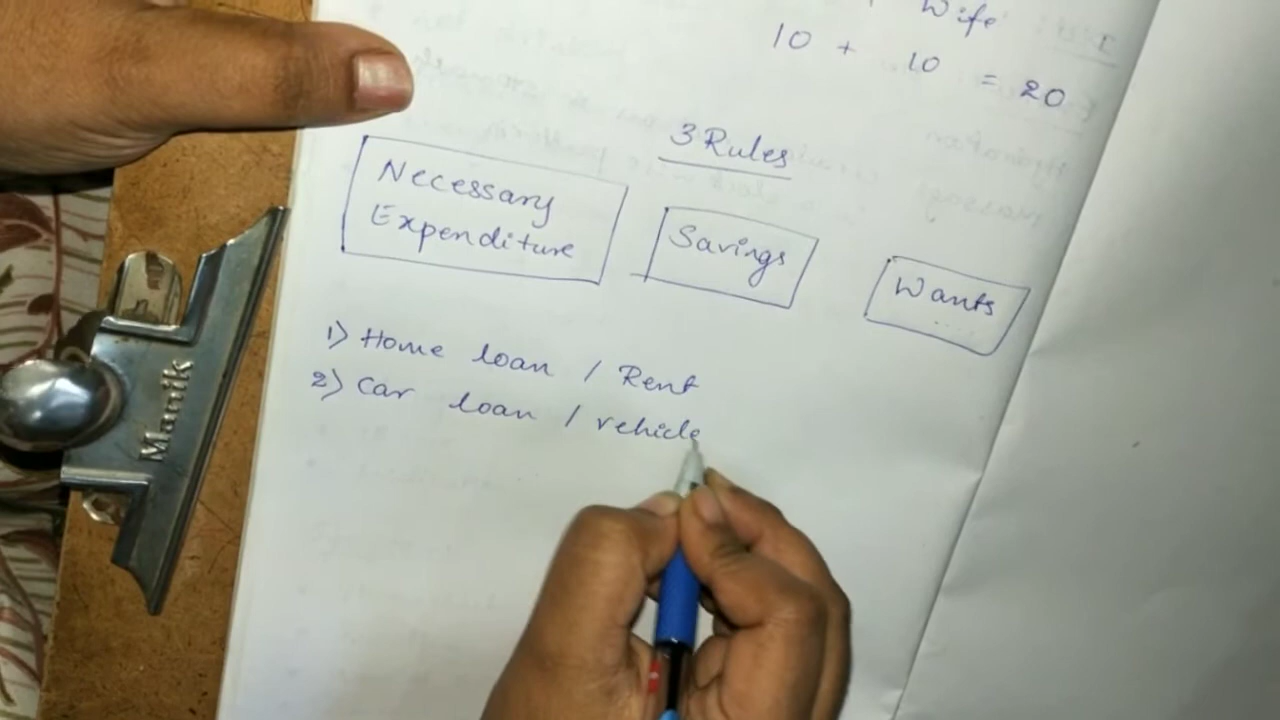 Wife
10 + 10 = 20
3 Rules
Necessary
Expenditure
Savings
Wants
1) Home loan / Rent
2) Car loan / vehicle
Manik